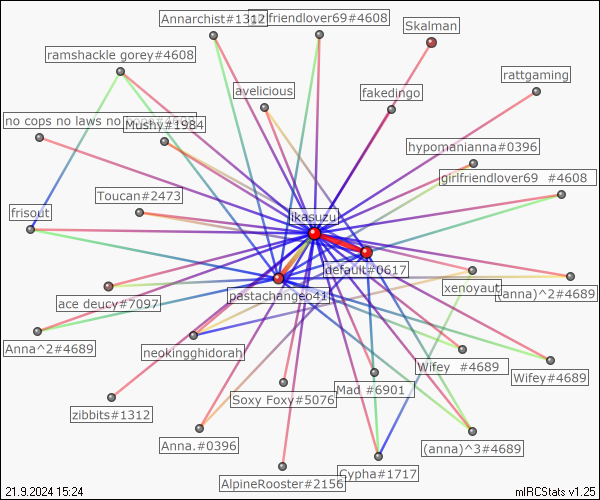 Annarchist#1312
friendlover69#4608
Skalman
ramshackle gorey#4608
rattgaming
avelicious
fakedingo
no cops no laws no
Mushy#1984
hypomanianna#0396
girlfriendlover69 #4608
Toucan#2473
frisout
ikasuzu
default#0617
xenoyaut
(anna)^2#4689
ace deucy#7097
pastachangeo41
Anna^2#4689
neokingghidorah
Wifey #4689
Wifey#4689
Mad #6901
Soxy Foxy#5076
zibbits#1312
Anna.#0396
(anna)^3#4689
Cypha#1717
AlpineRooster#2156
21.9.2024 15:24
mIRCStats v1.25